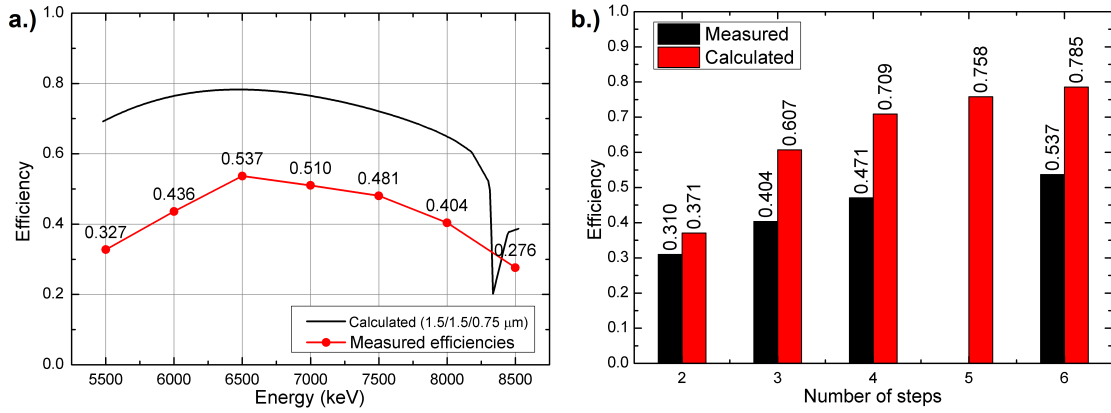 a.)
1.0
0.8
0.6
0.4
0.2
0.0
Efficiency
0.327
0.436
0.537
0.510
0.481
0.404
0.276
Calculated (1.5/1.5/0.75 μm)
Measured efficiencies
5500 6000 6500 7000 7500 8000 8500
Energy (keV)
b.)
1.0
0.9
0.8
0.7
0.6
0.5
0.4
0.3
0.2
0.1
0.0
Efficiency
Measured
Calculated
0.310
0.371
0.404
0.607
0.471
0.709
0.758
0.537
0.785
2 3 4 5 6
Number of steps